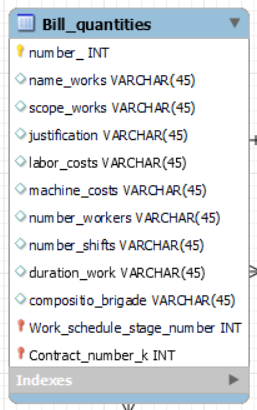 Bill_quantities
number_ INT
name_works VARCHAR(45)
scope_works VARCHAR(45)
justification VARCHAR(45)
labor_costs VARCHAR(45)
machine_costs VARCHAR(45)
number_workers VARCHAR(45)
number_shifts VARCHAR(45)
duration_work VARCHAR(45)
compositio_brigade VARCHAR(45)
Work_schedule_stage_number INT
Contract_number_k INT
Indexes